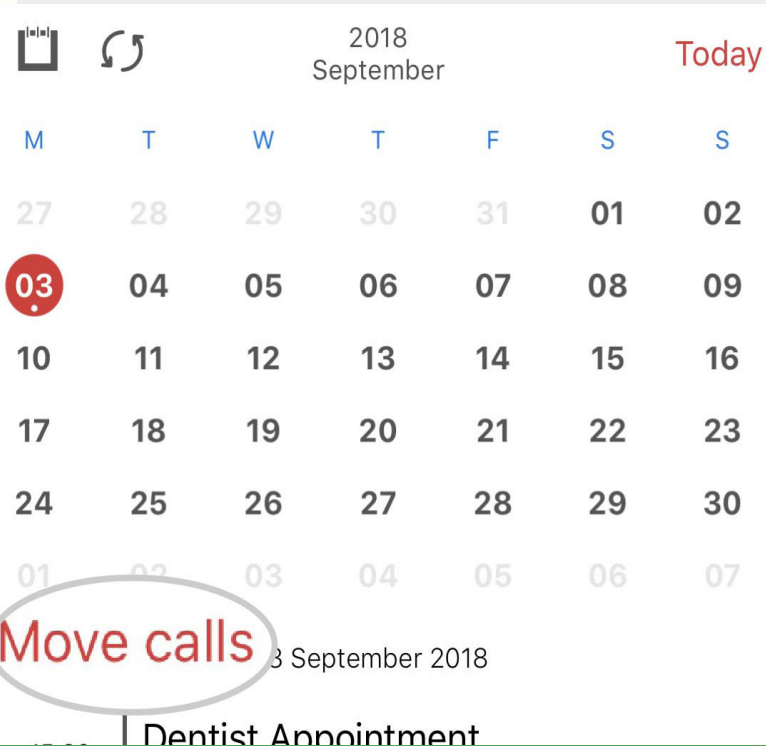 2018
September
Today
M T W T F S S
27 28 29 30 31 01 02
03 04 05 06 07 08 09
10 11 12 13 14 15 16
17 18 19 20 21 22 23
24 25 26 27 28 29 30
01 02 03 04 05 06 07
Move calls
3 September 2018
Dentist Appointment